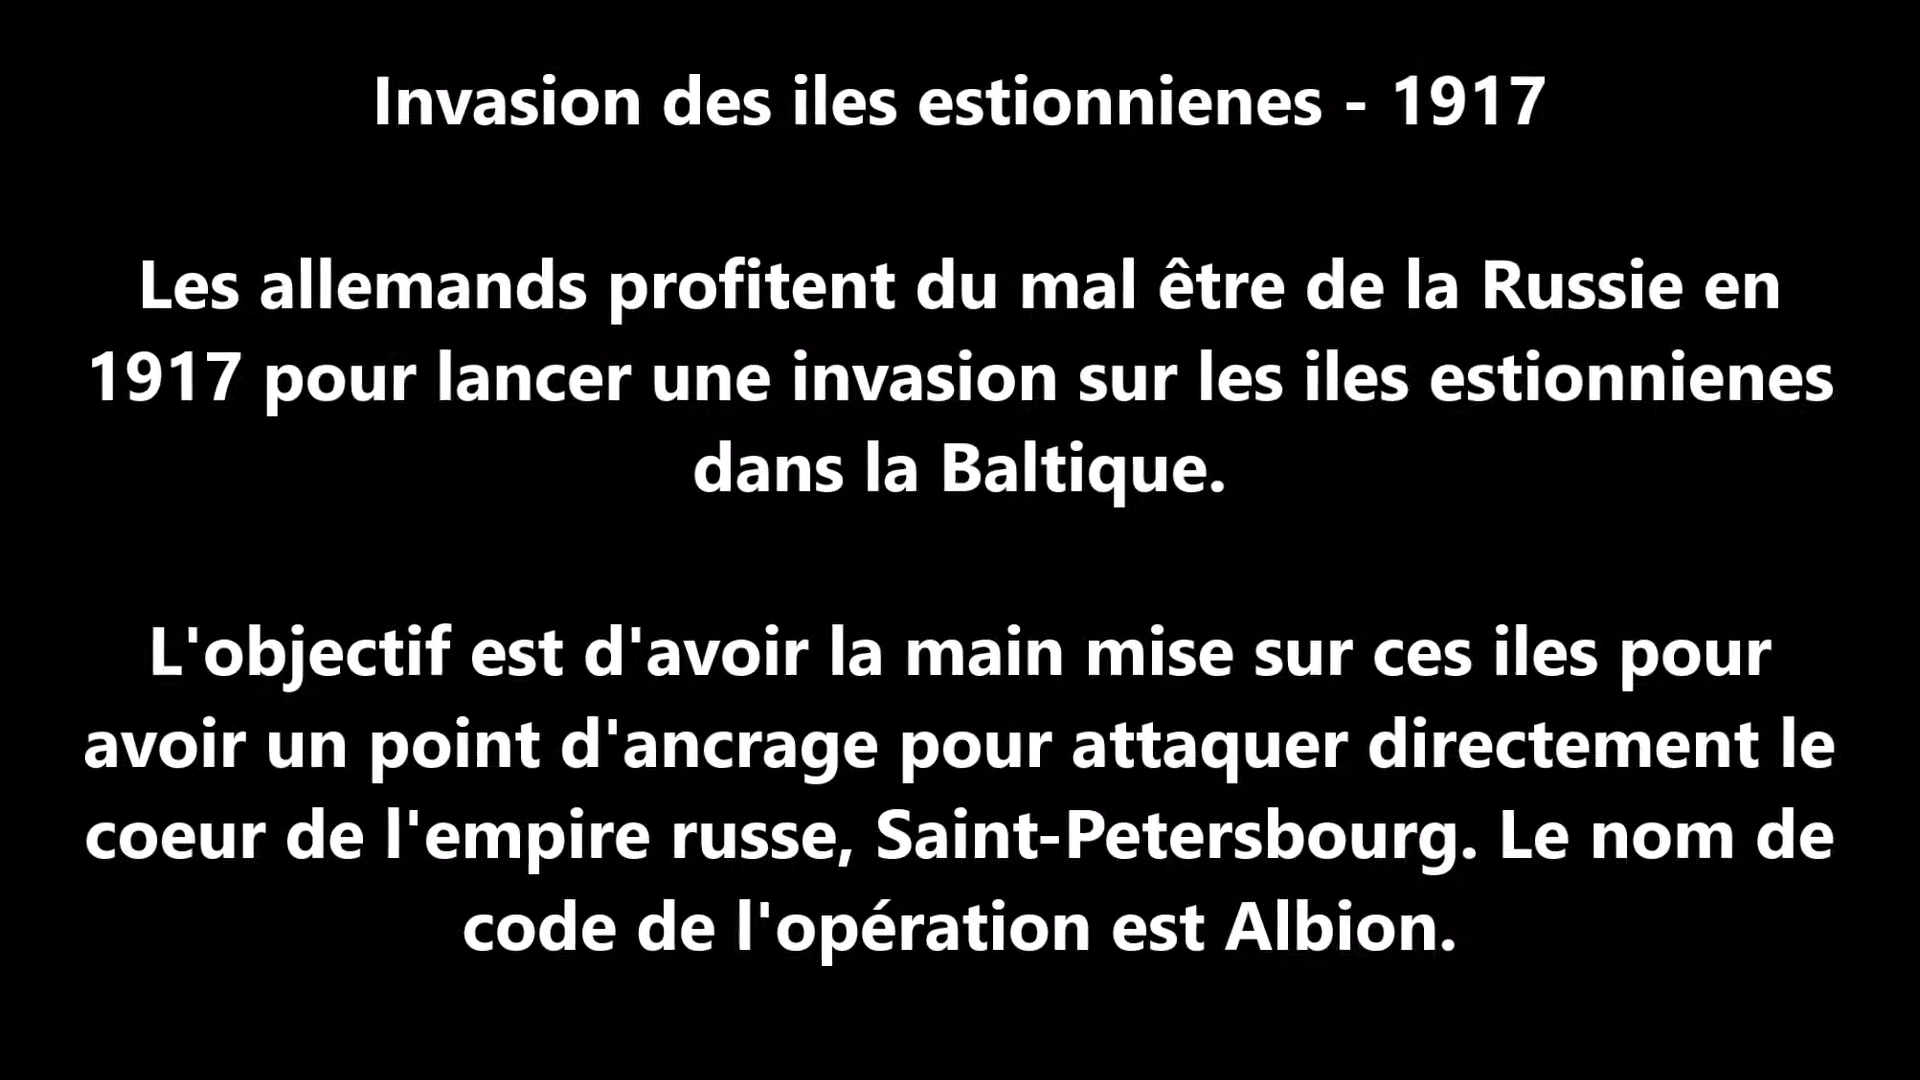 Invasion des iles estionnienes - 1917
Les allemands profitent du mal être de la Russie en
1917 pour lancer une invasion sur les iles estionnienes
dans la Baltique.
L'objectif est d'avoir la main mise sur ces iles pour
avoir un point d'ancrage pour attaquer directement le
coeur de l'empire russe, Saint-Petersbourg. Le nom de
code de l'opération est Albion.